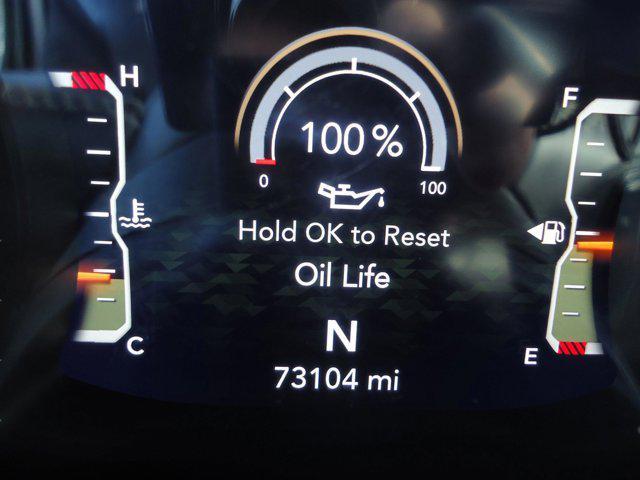 H
F
100 %
0
100
Hold OK to Reset
Oil Life
N
C
E
73104 mi